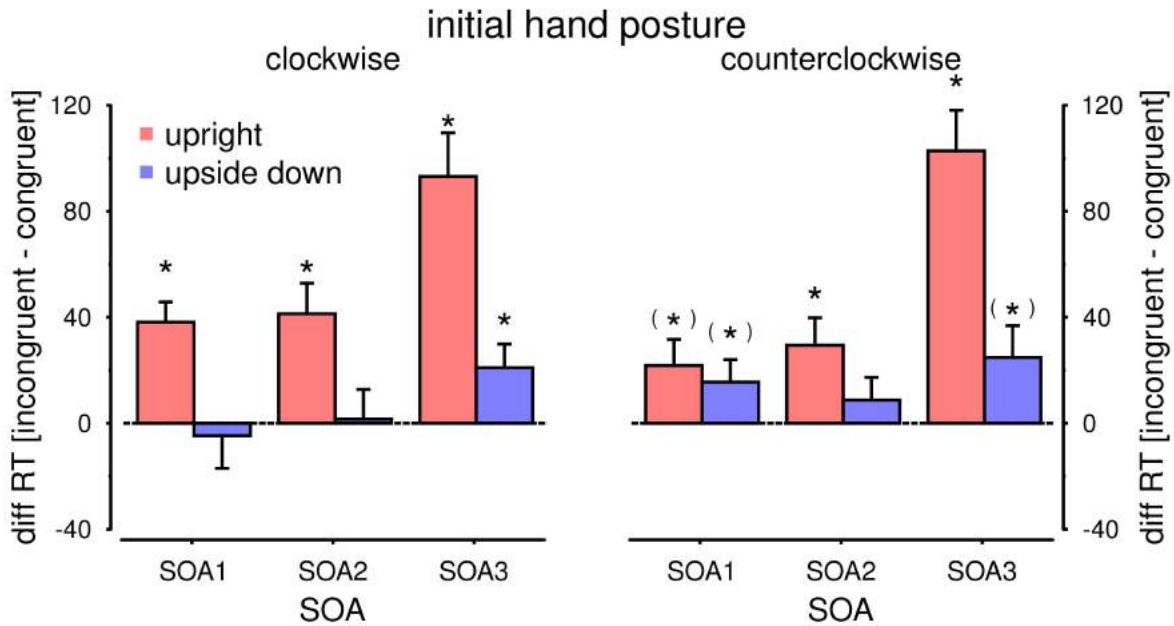 initial hand posture
clockwise
counterclockwise
diff RT [incongruent - congruent]
120
80
40
0
-40
upright
upside down
*
*
*
*
SOA1
SOA2
SOA3
SOA
( * )
( * )
*
*
( * )
SOA1
SOA2
SOA3
SOA
120
80
40
0
-40
diff RT [incongruent - congruent]